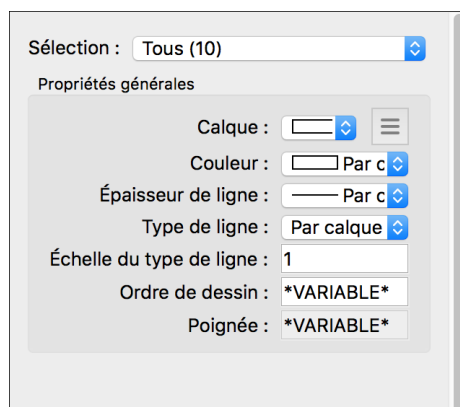 Sélection : Tous (10)
Propriétés générales
Calque :
Couleur : Par c
Épaisseur de ligne : Par c
Type de ligne : Par calque
Échelle du type de ligne : 1
Ordre de dessin : *VARIABLE*
Poignée : *VARIABLE*